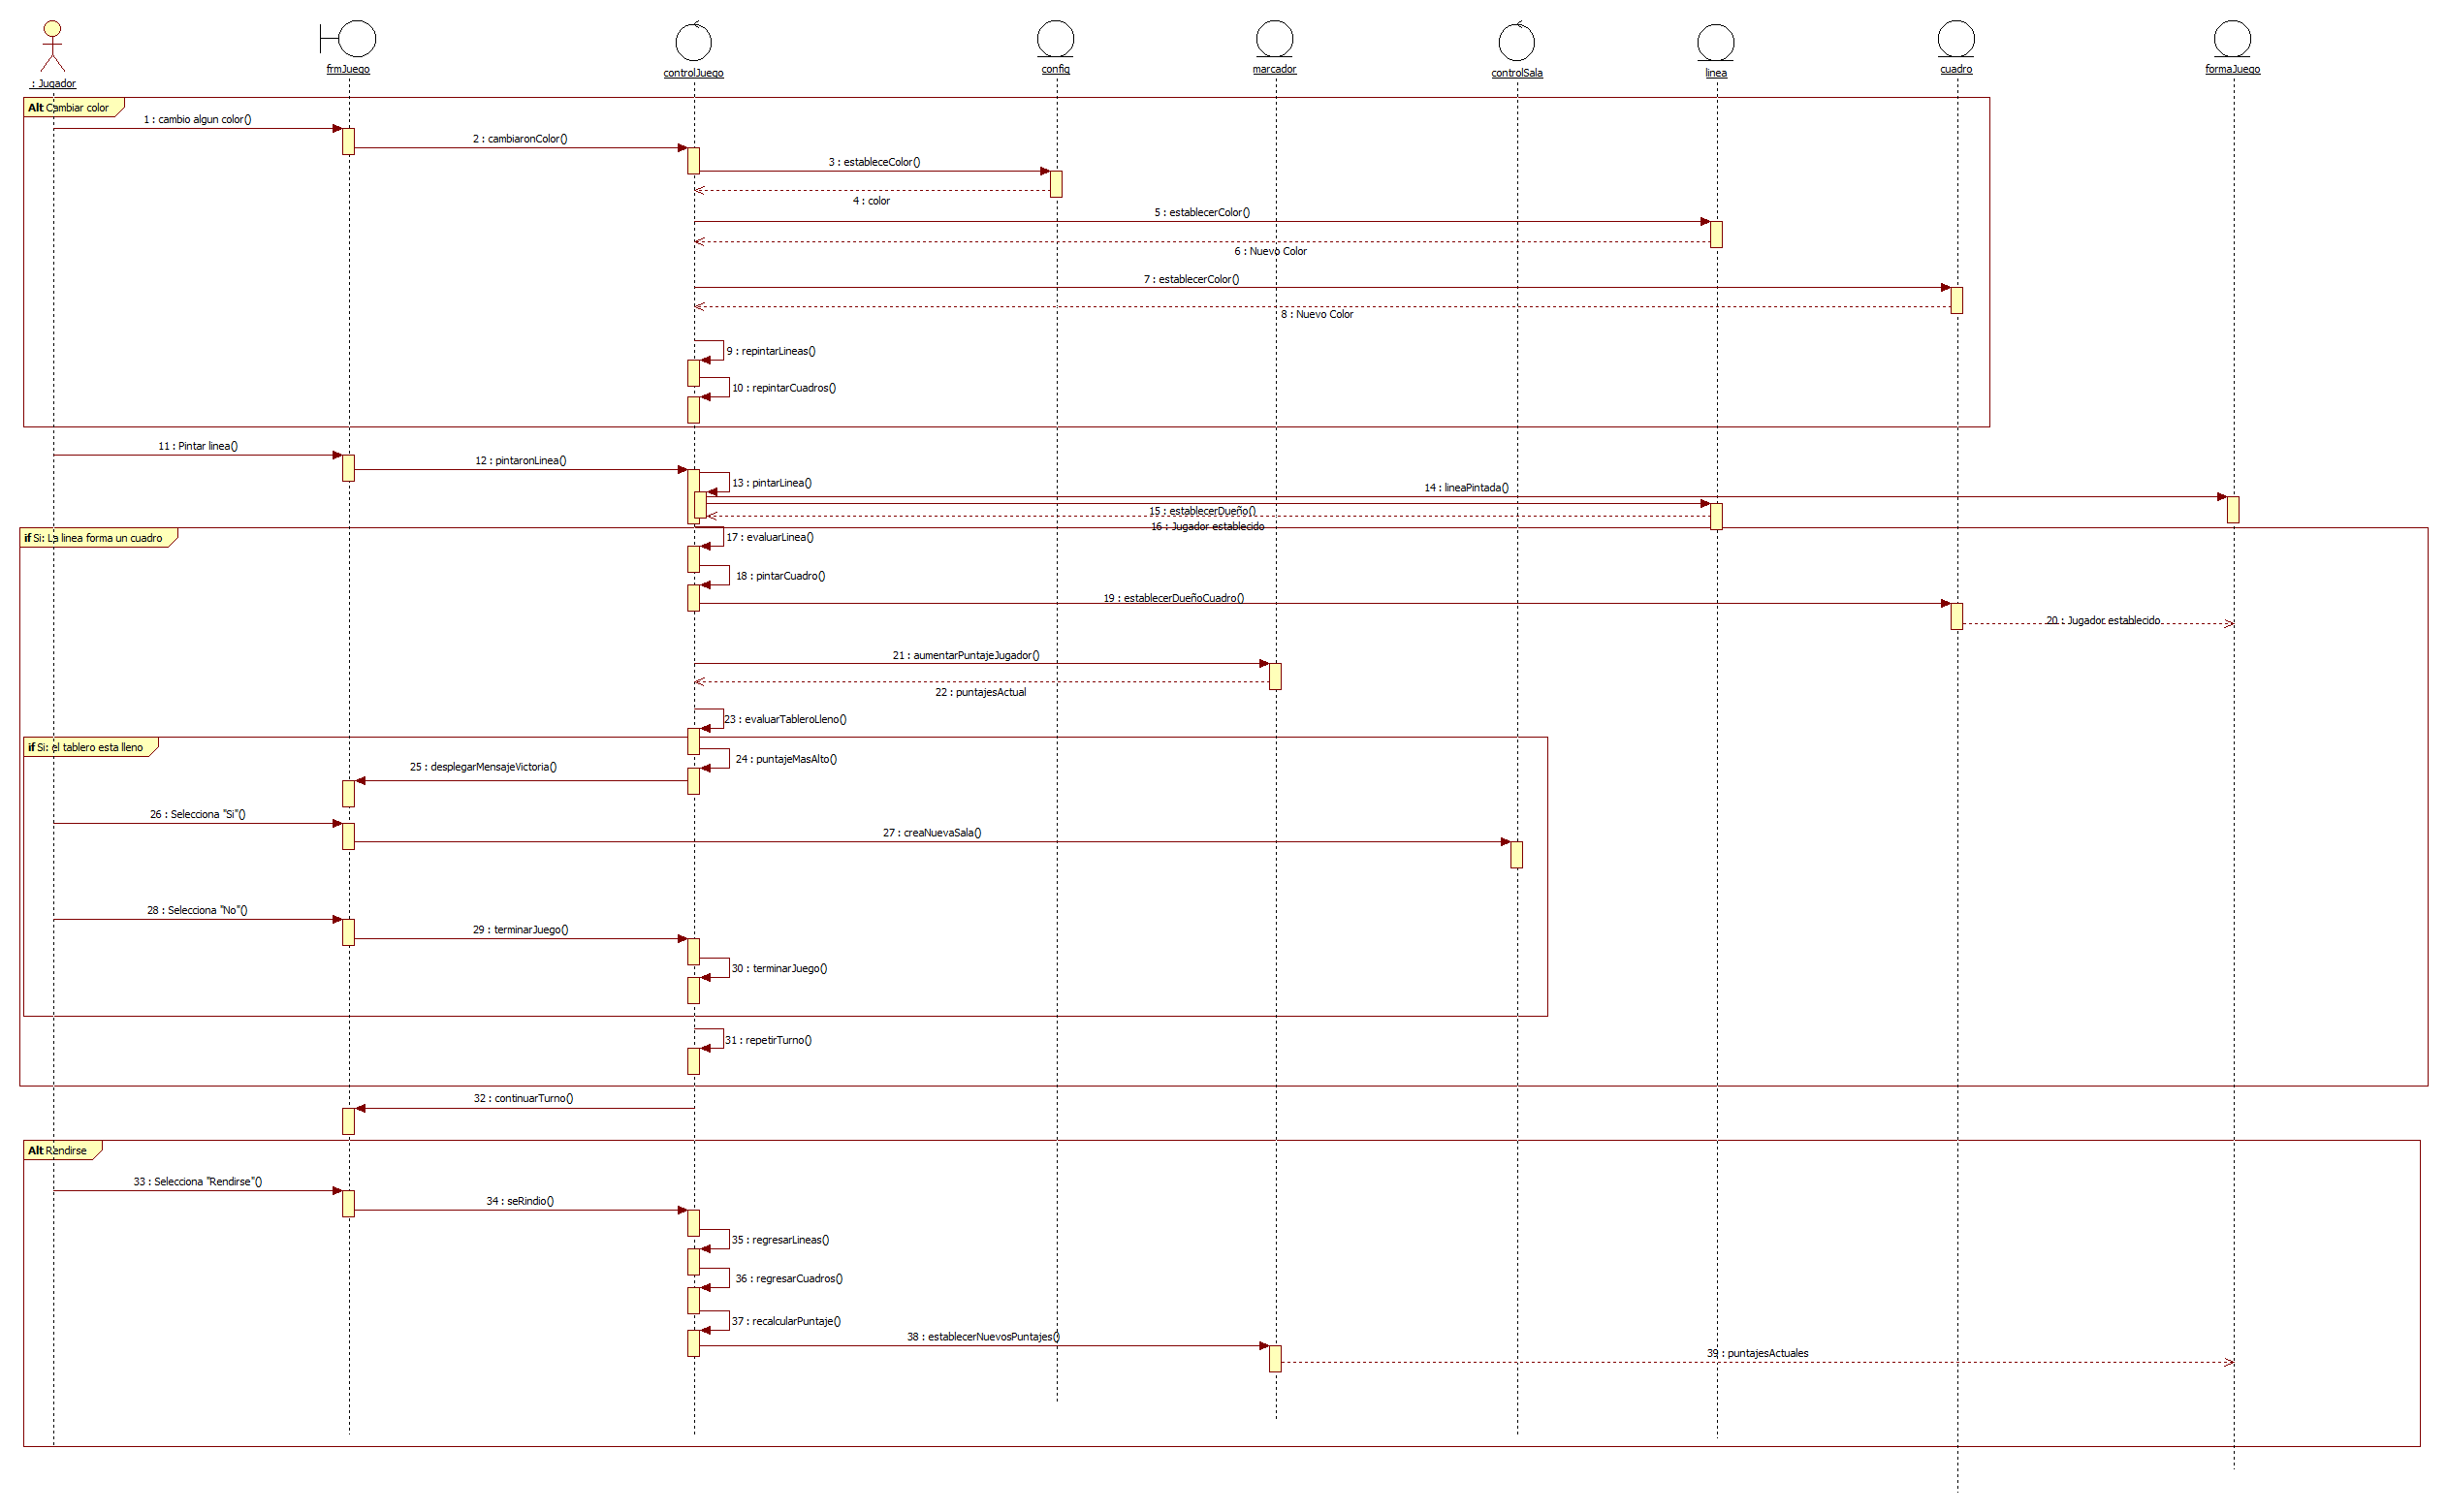 : Jugador
frmJuego
controlJuego
config
marcador
controlSala
linea
cuadro
formaJuego
Alt Cambiar color
1 : cambio algun color()
2 : cambiaronColor()
3 : estableceColor()
4 : color
5 : establecerColor()
6 : Nuevo Color
7 : establecerColor()
8 : Nuevo Color
9 : repintarLineas()
10 : repintarCuadros()
11 : Pintar linea()
12 : pintaronLinea()
13 : pintarLinea()
14 : lineaPintada()
15 : establecerDueño()
16 : Jugador establecido
if Si: La linea forma un cuadro
17 : evaluarLinea()
18 : pintarCuadro()
19 : establecerDueñoCuadro()
20 : Jugador establecido
21 : aumentarPuntajeJugador()
22 : puntajesActual
23 : evaluarTableroLleno()
if Si: el tablero esta lleno
24 : puntajeMasAlto()
25 : desplegarMensajeVictoria()
26 : Selecciona "Si"()
27 : creaNuevaSala()
28 : Selecciona "No"()
29 : terminarJuego()
30 : terminarJuego()
31 : repetirTurno()
32 : continuarTurno()
Alt Rendirse
33 : Selecciona "Rendirse"()
34 : seRindio()
35 : regresarLineas()
36 : regresarCuadros()
37 : recalcularPuntaje()
38 : establecerNuevosPuntajes()
39 : puntajesActuales